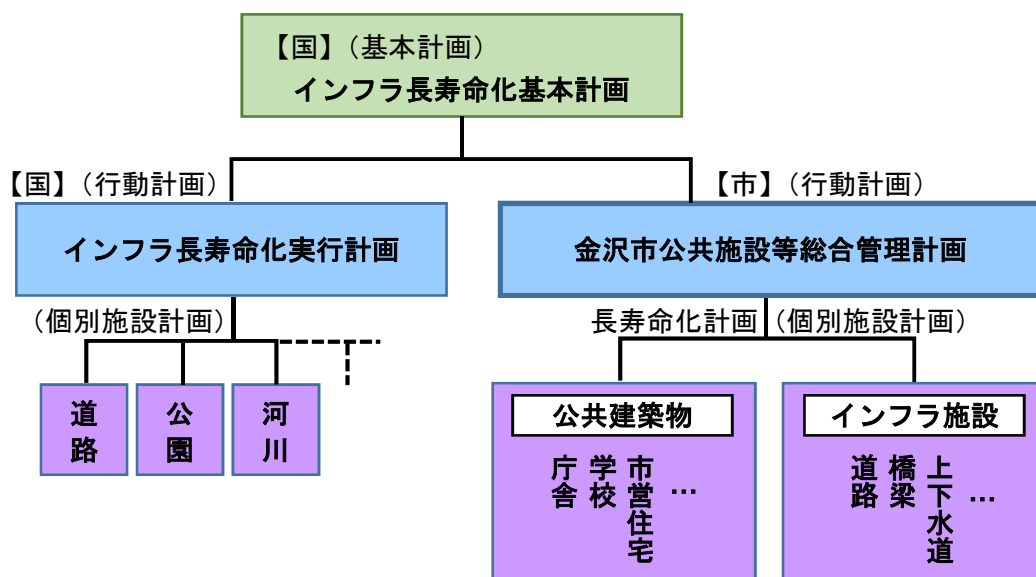 【国】（基本計画）
インフラ長寿命化基本計画
【国】（行動計画）
【市】（行動計画）
インフラ長寿命化実行計画
金沢市公共施設等総合管理計画
（個別施設計画）
長寿命化計画（個別施設計画）
道路
公園
河川
公共建築物
庁舎
学校
市営住宅
…
インフラ施設
道路
橋梁
上下水道
…